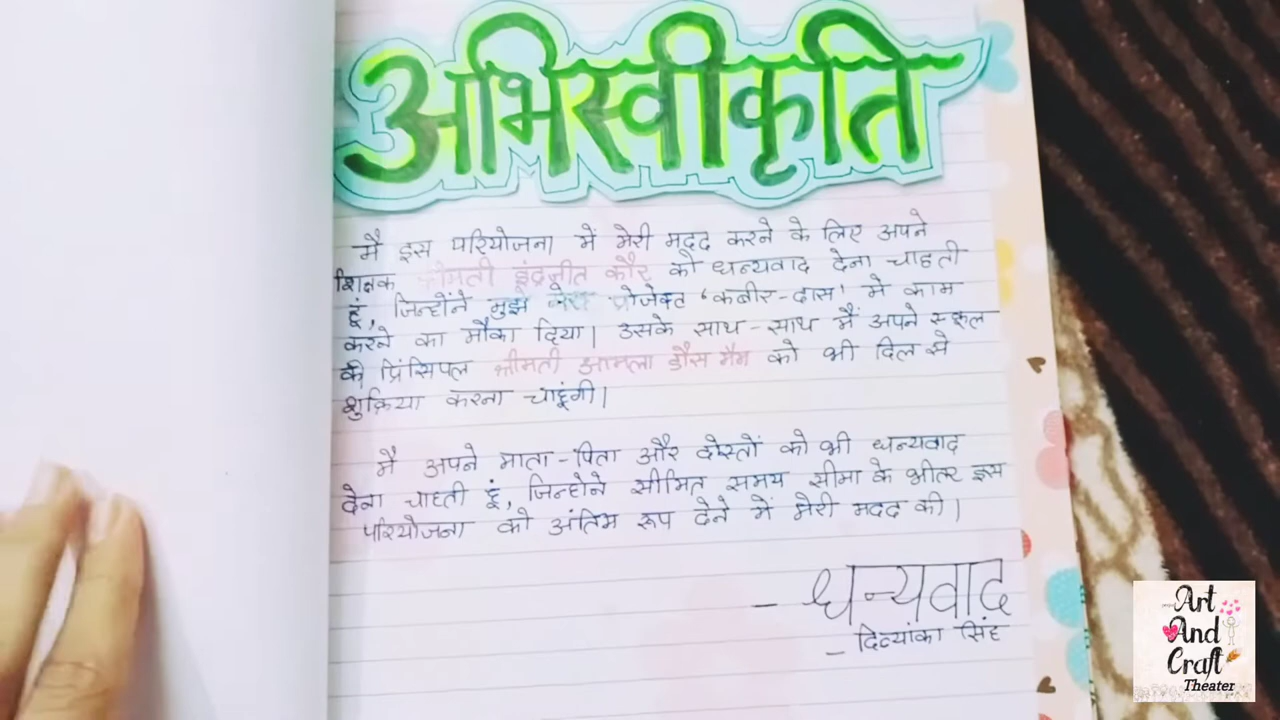 अभिस्वीकृति
मै इस परियोजना में मेरी मदद करने के लिए अपने
शिक्षक श्रीमती इंद्रजीत कौर को धन्यवाद देना चाहती
हूं, जिन्होंने मुझे मेरे प्रोजेक्ट 'कबीर-दास' मे काम
करने का मौका दिया। उसके साथ-साथ मैं अपने स्कूल
की प्रिंसिपल श्रीमती डौस मैम को भी दिल से
शुक्रिया करना चाहूंगी।
मै अपने माता-पिता और दोस्तों को भी धन्यवाद
देना चाहती हूं, जिन्होने सीमित समय सीमा के भीतर इस
परियोजना को अंतिम रूप देने में मेरी मदद की।
- धन्यवाद
- दिव्यांका सिंह
Art
And
Craft
Theater